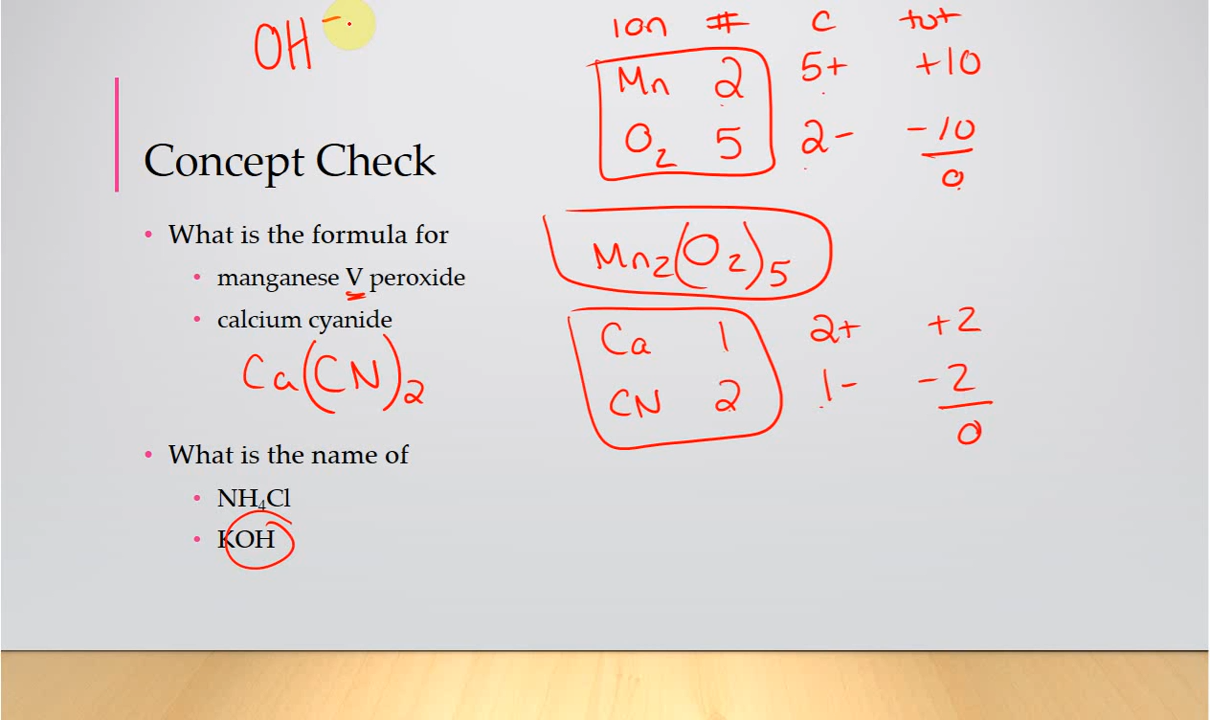 OH⁻
Ion # C tot
Mn 2 5+ +10
O₂ 5 2- -10
0
Concept Check
Mn₂(O₂)₅
• What is the formula for
• manganese V peroxide
• calcium cyanide
Ca 1 2+ +2
CN 2 1- -2
0
Ca(CN)₂
• What is the name of
• NH₄Cl
• KOH